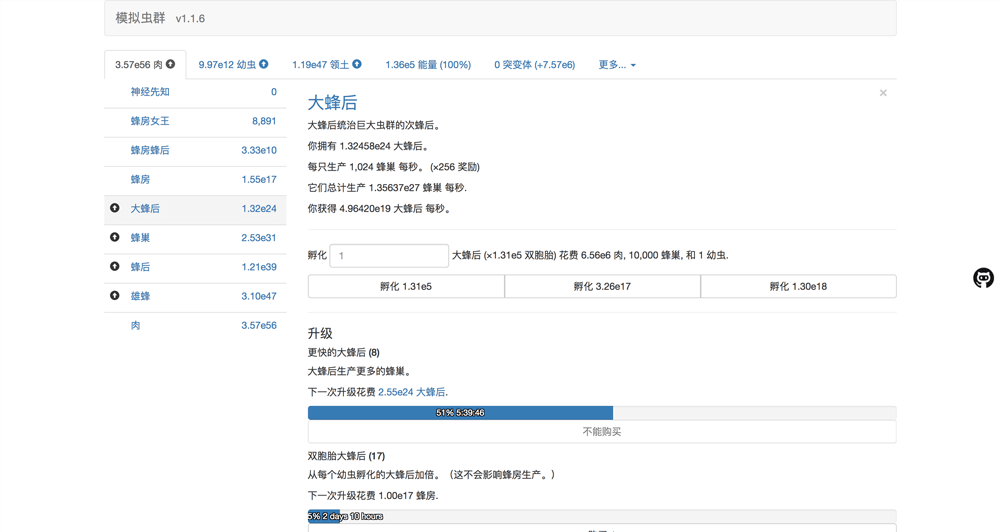 模拟虫群 v1.1.6
3.57e56 肉 9.97e12 幼虫 1.19e47 领土 1.36e5 能量 (100%) 0 突变体 (+7.57e6) 更多...
神经先知 0
蜂房女王 8,891
蜂房蜂后 3.33e10
蜂房 1.55e17
大蜂后 1.32e24
蜂巢 2.53e31
蜂后 1.21e39
雄蜂 3.10e47
肉 3.57e56
×
大蜂后
大蜂后统治巨大虫群的次蜂后。
你拥有 1.32458e24 大蜂后。
每只生产 1,024 蜂巢 每秒。 (×256 奖励)
它们总计生产 1.35637e27 蜂巢 每秒.
你获得 4.96420e19 大蜂后 每秒。
孵化 1 大蜂后 (×1.31e5 双胞胎) 花费 6.56e6 肉, 10,000 蜂巢, 和 1 幼虫.
孵化 1.31e5 孵化 3.26e17 孵化 1.30e18
升级
更快的大蜂后 (8)
大蜂后生产更多的蜂巢。
下一次升级花费 2.55e24 大蜂后.
51% 5:39:46
不能购买
双胞胎大蜂后 (17)
从每个幼虫孵化的大蜂后加倍。（这不会影响蜂房生产。）
下一次升级花费 1.00e17 蜂房.
5% 2 days 10 hours